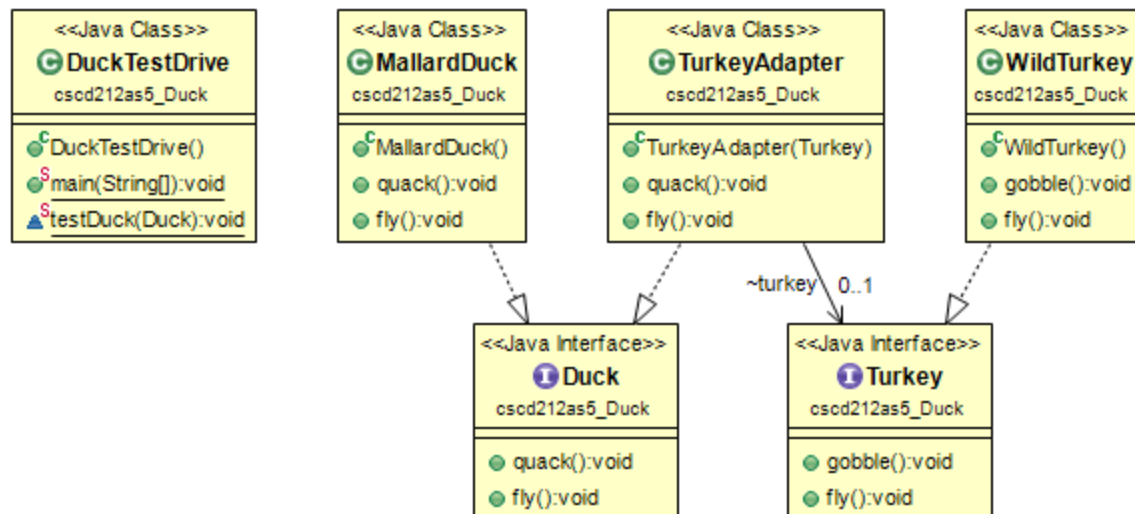 <<Java Class>>
DuckTestDrive
cscd212as5_Duck
DuckTestDrive()
main(String[]):void
testDuck(Duck):void
<<Java Class>>
MallardDuck
cscd212as5_Duck
MallardDuck()
quack():void
fly():void
<<Java Class>>
TurkeyAdapter
cscd212as5_Duck
TurkeyAdapter(Turkey)
quack():void
fly():void
<<Java Class>>
WildTurkey
cscd212as5_Duck
WildTurkey()
gobble():void
fly():void
~turkey 0..1
<<Java Interface>>
Duck
cscd212as5_Duck
quack():void
fly():void
<<Java Interface>>
Turkey
cscd212as5_Duck
gobble():void
fly():void